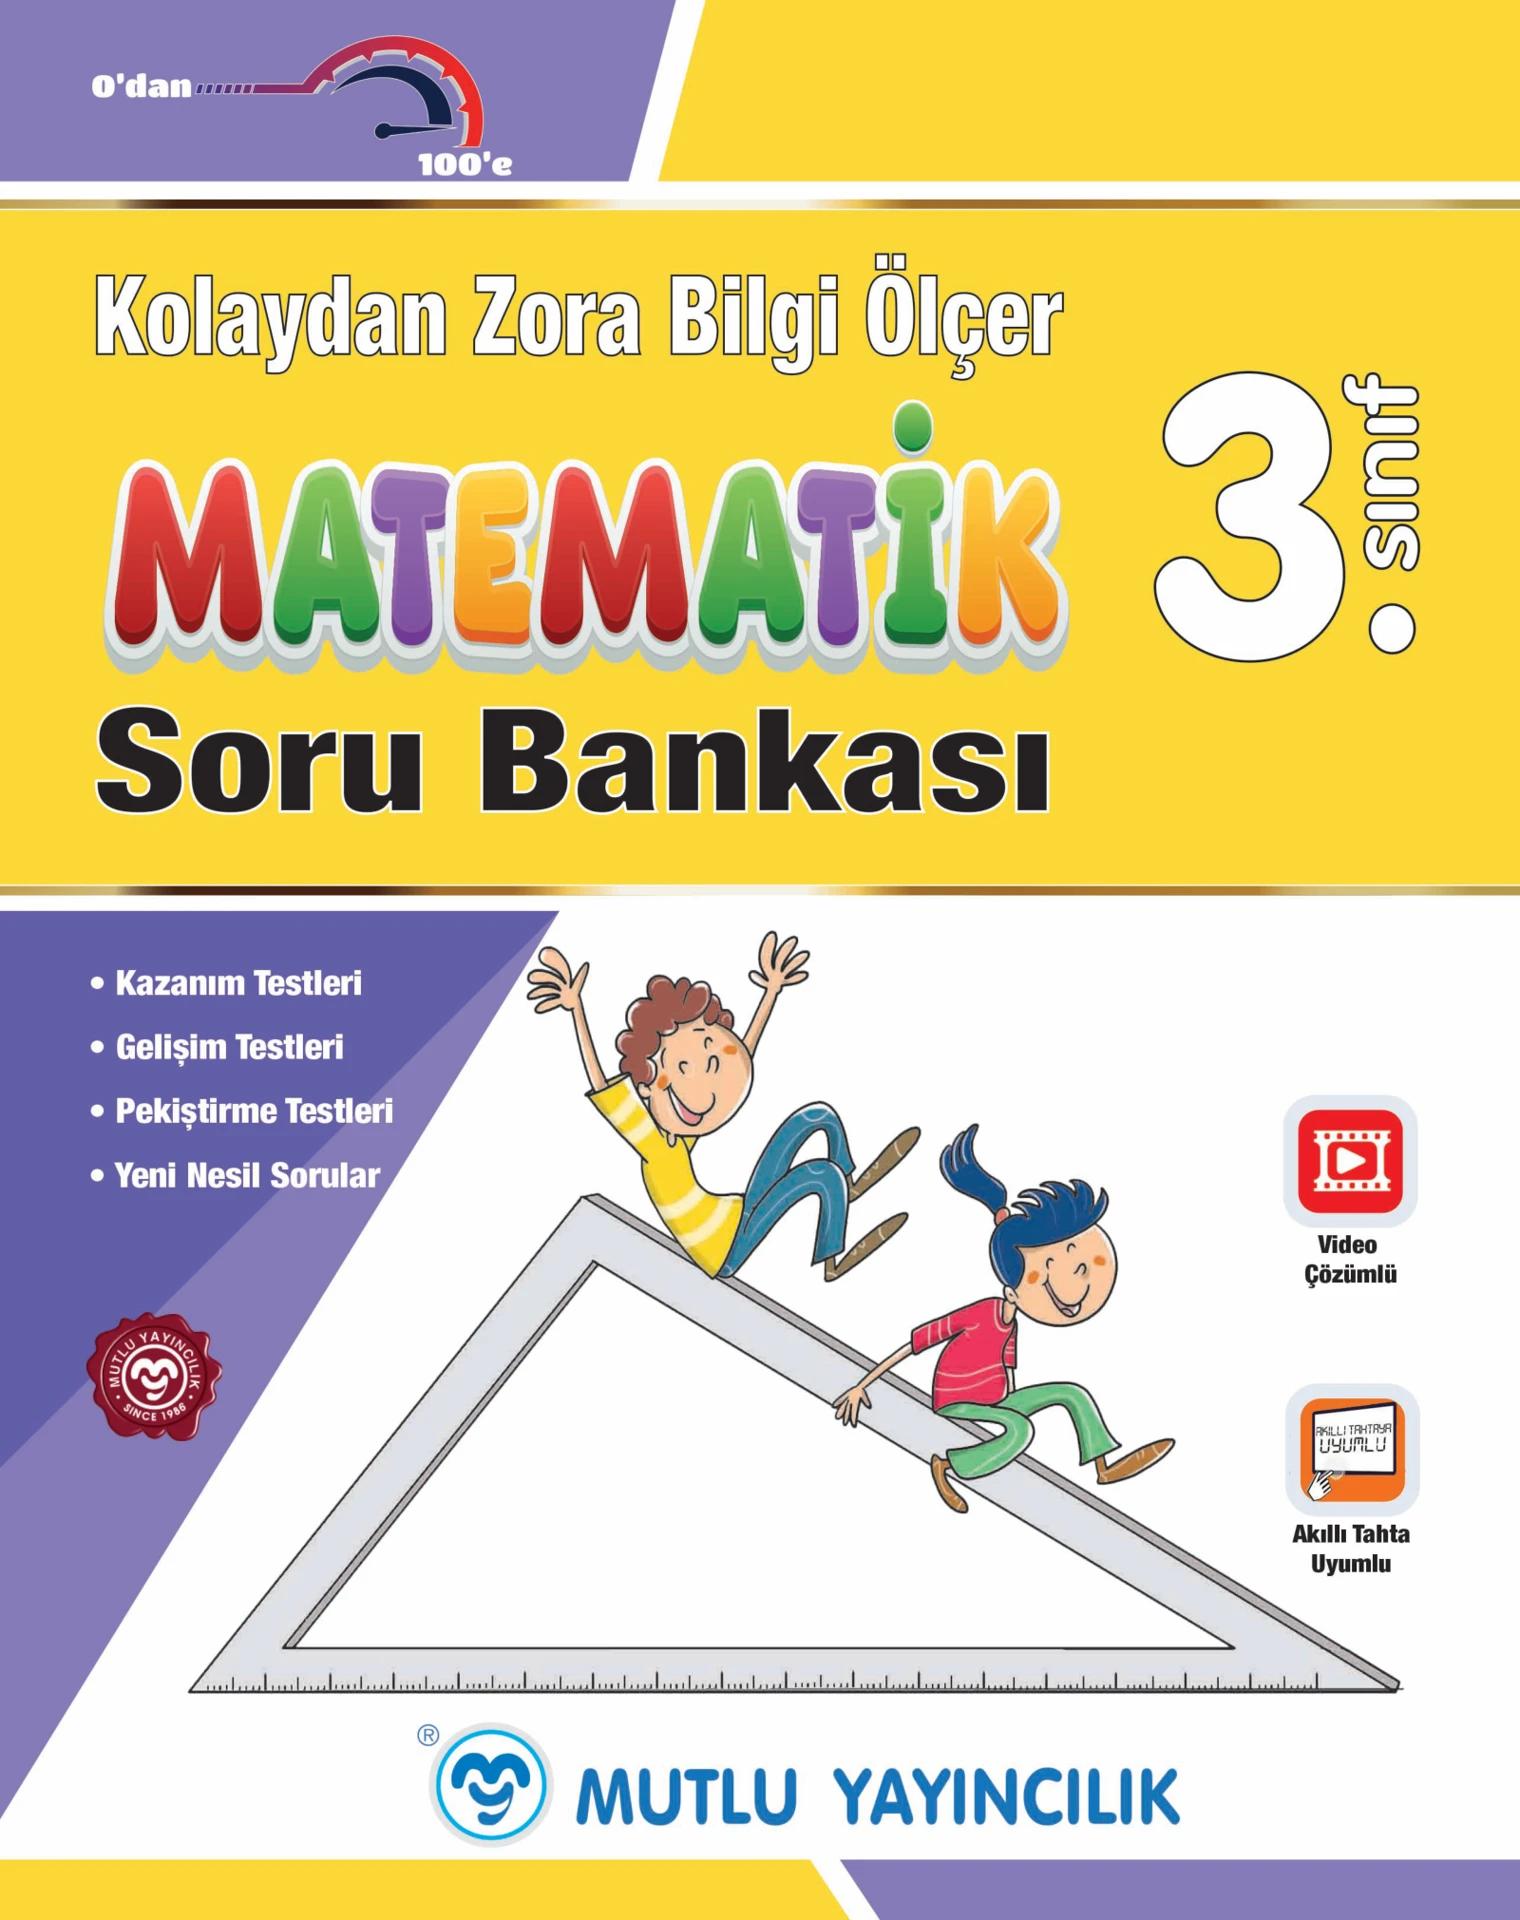 0'dan
100'e
Kolaydan Zora Bilgi Ölçer
MATEMATİK
3. sınıf
Soru Bankası
• Kazanım Testleri
• Gelişim Testleri
• Pekiştirme Testleri
• Yeni Nesil Sorular
Video
Çözümlü
MUTLU YAYINCILIK
SINCE 1986
AKILLI TAHTAYA
UYUMLU
Akıllı Tahta
Uyumlu
®
MUTLU YAYINCILIK